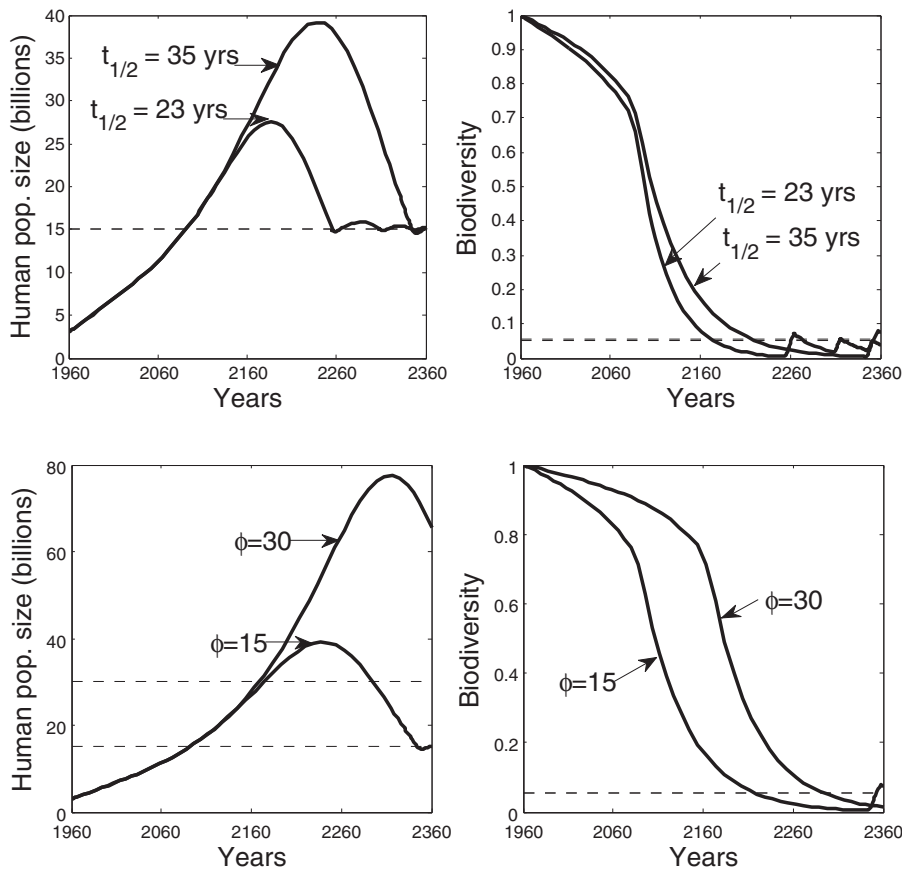 40
35
30
25
20
15
10
5
0
Human pop. size (billions)
t1/2 = 35 yrs
t1/2 = 23 yrs
1960 2060 2160 2260 2360
Years
1
0.9
0.8
0.7
0.6
0.5
0.4
0.3
0.2
0.1
0
Biodiversity
t1/2 = 23 yrs
t1/2 = 35 yrs
1960 2060 2160 2260 2360
Years
80
60
40
20
0
Human pop. size (billions)
ϕ=30
ϕ=15
1960 2060 2160 2260 2360
Years
1
0.8
0.6
0.4
0.2
0
Biodiversity
ϕ=30
ϕ=15
1960 2060 2160 2260 2360
Years